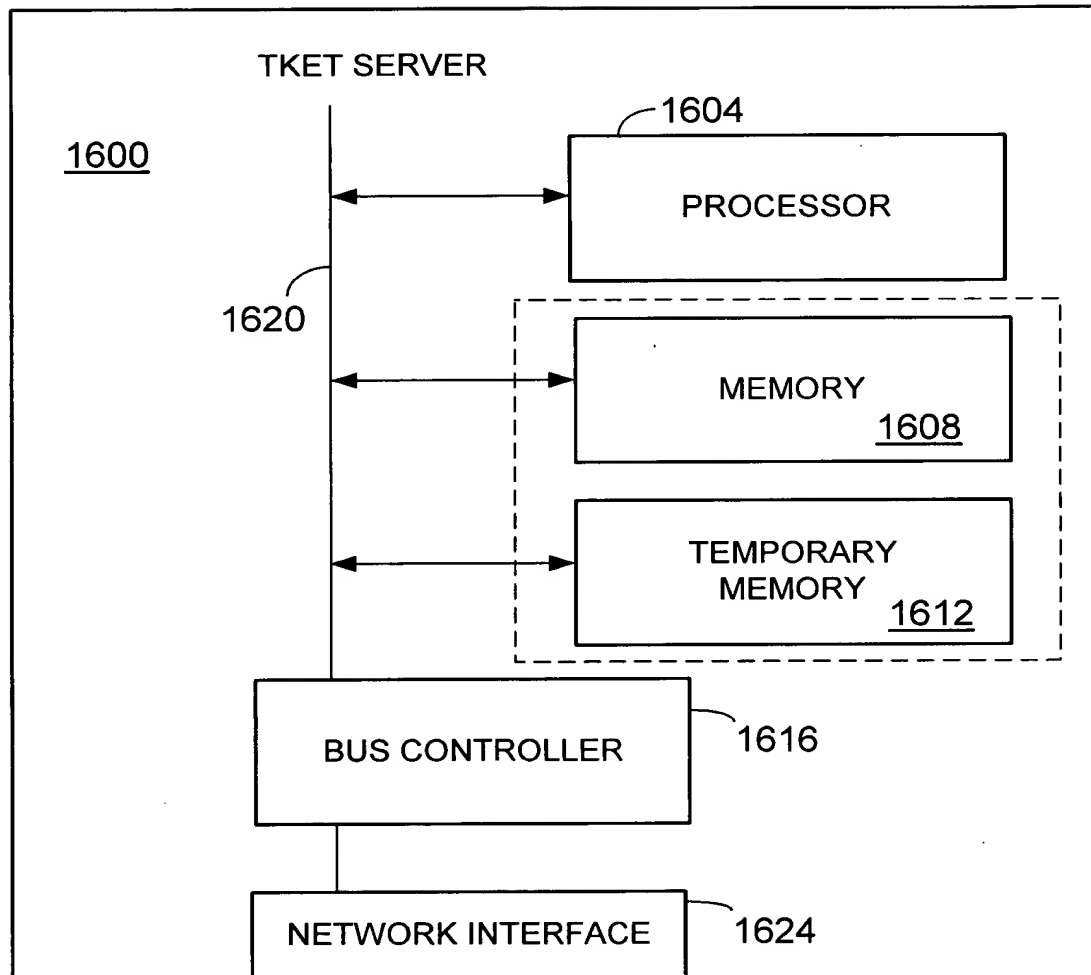 TKET SERVER
1600
1604
PROCESSOR
1620
MEMORY
1608
TEMPORARY
MEMORY
1612
BUS CONTROLLER
1616
NETWORK INTERFACE
1624